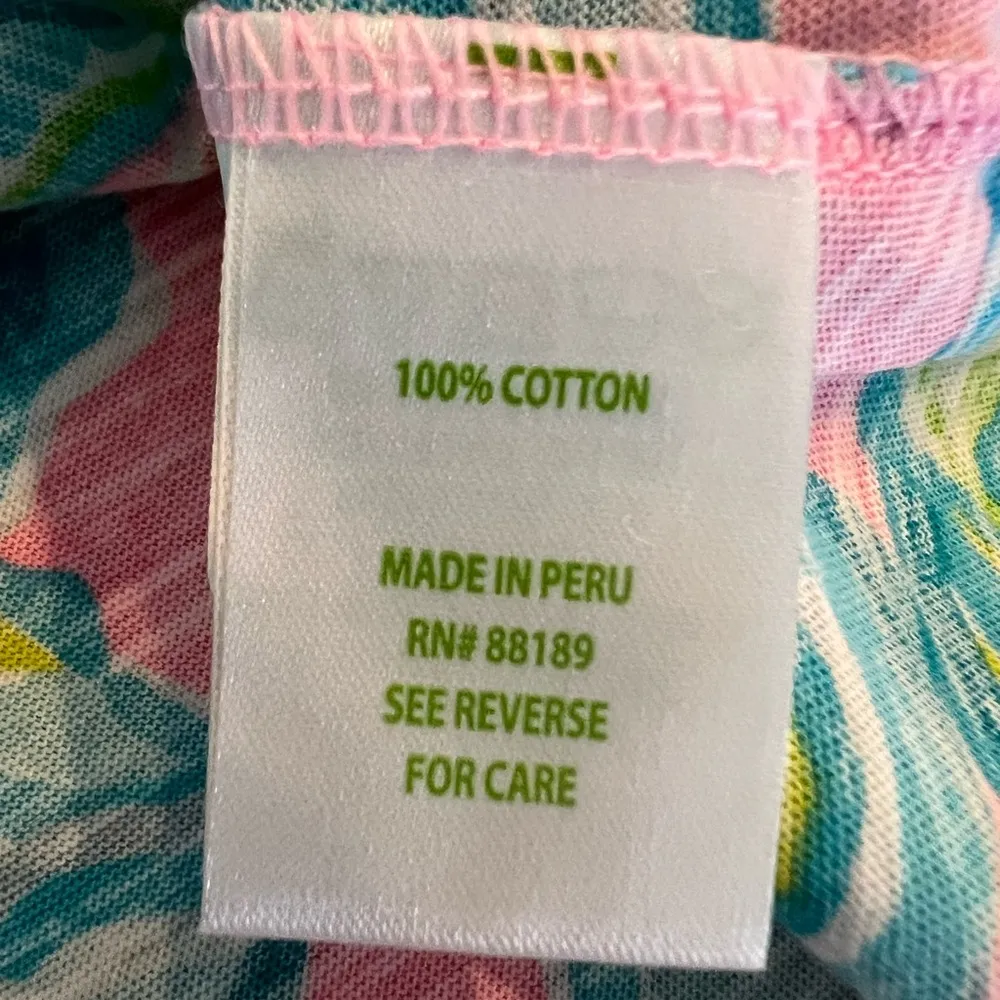 100% COTTON
MADE IN PERU
RN# 88189
SEE REVERSE
FOR CARE